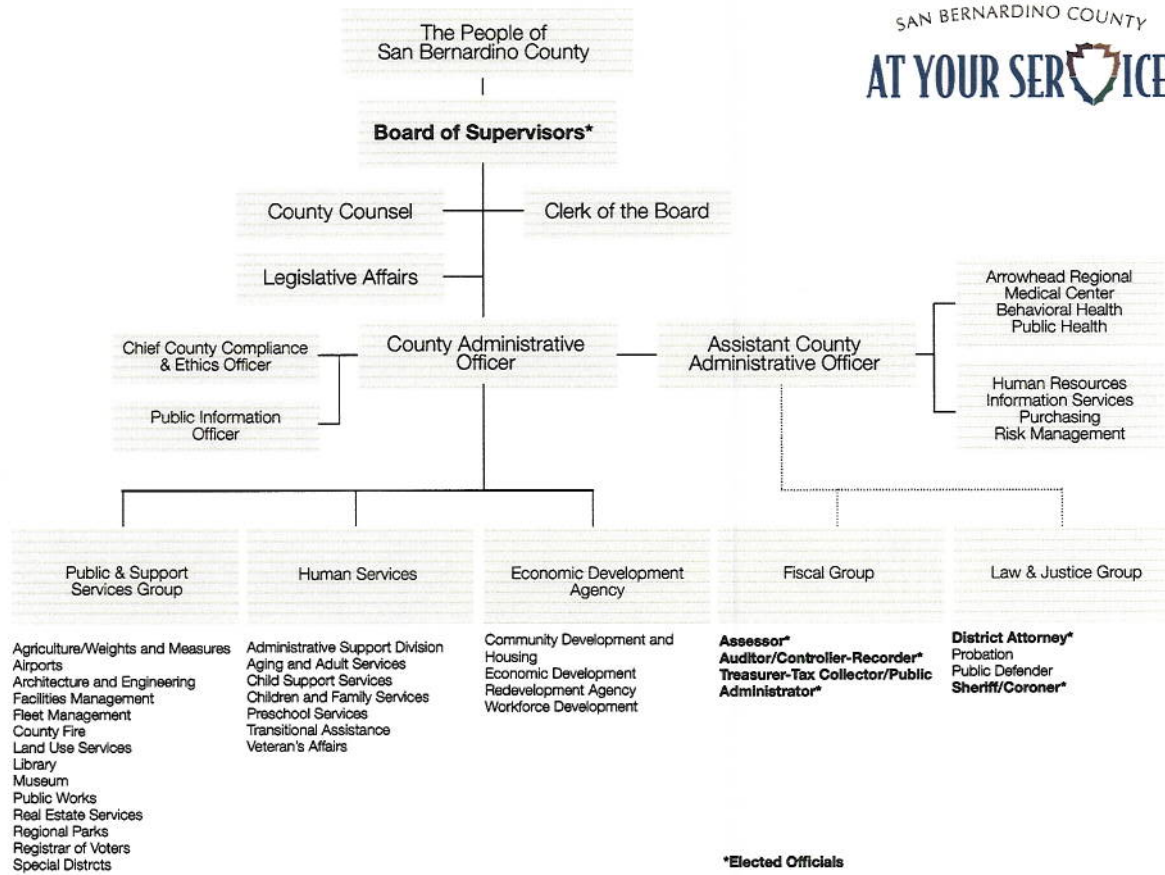 SAN BERNARDINO COUNTY
AT YOUR SERVICE
The People of
San Bernardino County
Board of Supervisors*
County Counsel
Clerk of the Board
Legislative Affairs
Chief County Compliance
& Ethics Officer
Public Information
Officer
County Administrative
Officer
Assistant County
Administrative Officer
Arrowhead Regional
Medical Center
Behavioral Health
Public Health
Human Resources
Information Services
Purchasing
Risk Management
Public & Support
Services Group
Agriculture/Weights and Measures
Airports
Architecture and Engineering
Facilities Management
Fleet Management
County Fire
Land Use Services
Library
Museum
Public Works
Real Estate Services
Regional Parks
Registrar of Voters
Special Distrcts
Human Services
Administrative Support Division
Aging and Adult Services
Child Support Services
Children and Family Services
Preschool Services
Transitional Assistance
Veteran's Affairs
Economic Development
Agency
Community Development and
Housing
Economic Development
Redevelopment Agency
Workforce Development
Fiscal Group
Assessor*
Auditor/Controller-Recorder*
Treasurer-Tax Collector/Public
Administrator*
Law & Justice Group
District Attorney*
Probation
Public Defender
Sheriff/Coroner*
*Elected Officials